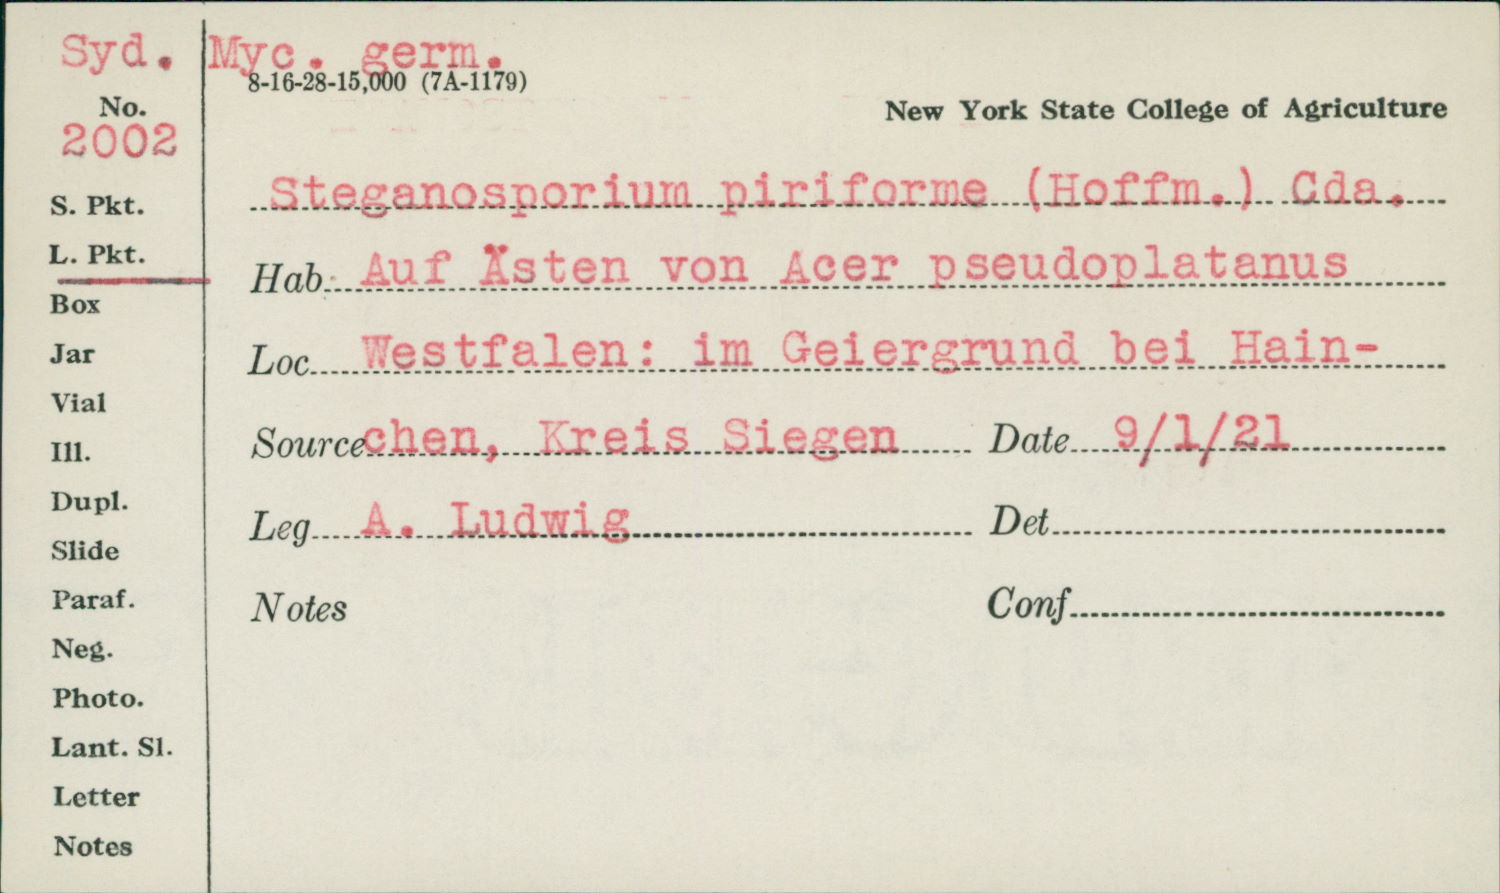 Syd. Myc. germ.
8-16-28-15,000 (7A-1179)
New York State College of Agriculture
No.
2002
Steganosporium piriforme (Hoffm.) Cda.
S. Pkt.
L. Pkt.
Hab. Auf Ästen von Acer pseudoplatanus
Box
Loc. Westfalen: im Geiergrund bei Hain-
Jar
Vial
Source chen, Kreis Siegen Date 9/1/21
Ill.
Dupl.
Leg. A. Ludwig Det.
Slide
Paraf.
Notes Conf.
Neg.
Photo.
Lant. Sl.
Letter
Notes